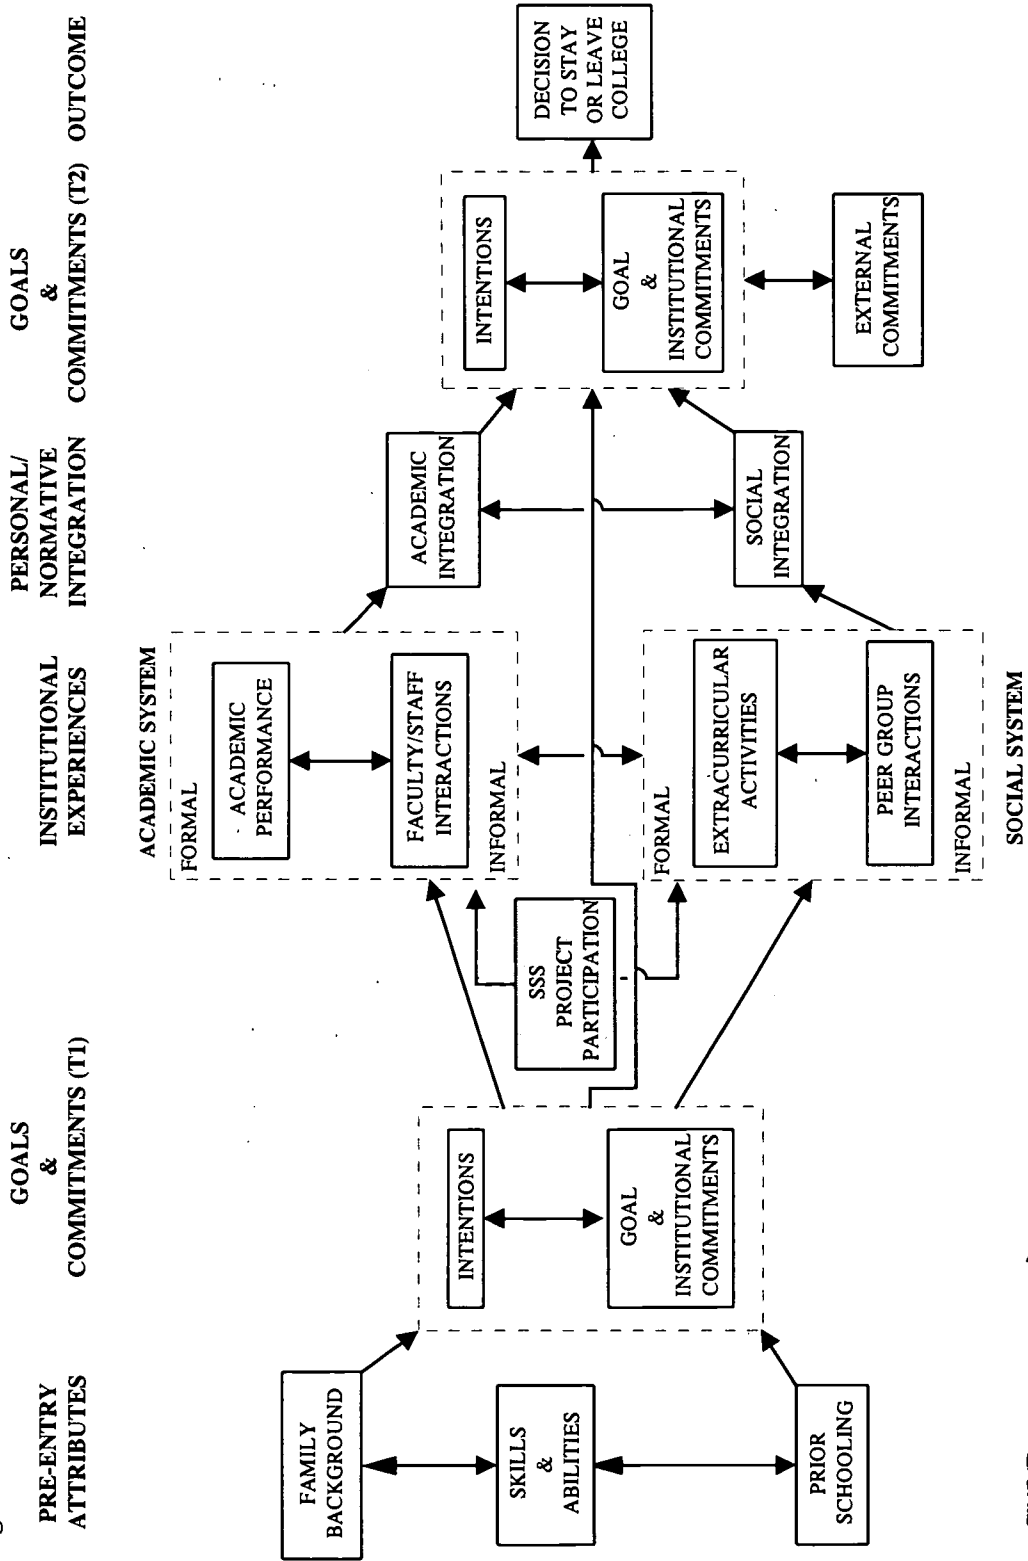 PRE-ENTRY
ATTRIBUTES
GOALS
&
COMMITMENTS (T1)
INSTITUTIONAL
EXPERIENCES
PERSONAL/
NORMATIVE
INTEGRATION
GOALS
&
COMMITMENTS (T2)
OUTCOME
FAMILY
BACKGROUND
SKILLS
&
ABILITIES
PRIOR
SCHOOLING
INTENTIONS
GOAL
&
INSTITUTIONAL
COMMITMENTS
SSS
PROJECT
PARTICIPATION
ACADEMIC SYSTEM
FORMAL
ACADEMIC
PERFORMANCE
FACULTY/STAFF
INTERACTIONS
INFORMAL
FORMAL
EXTRACURRICULAR
ACTIVITIES
PEER GROUP
INTERACTIONS
INFORMAL
SOCIAL SYSTEM
ACADEMIC
INTEGRATION
SOCIAL
INTEGRATION
INTENTIONS
GOAL
&
INSTITUTIONAL
COMMITMENTS
EXTERNAL
COMMITMENTS
DECISION
TO STAY
OR LEAVE
COLLEGE